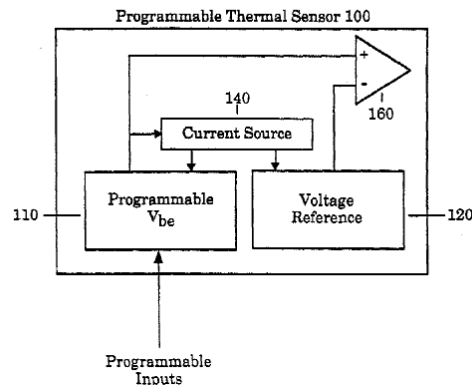 Programmable Thermal Sensor 100
+
-
160
140
Current Source
110
Programmable
Vbe
Voltage
Reference
120
Programmable
Inputs